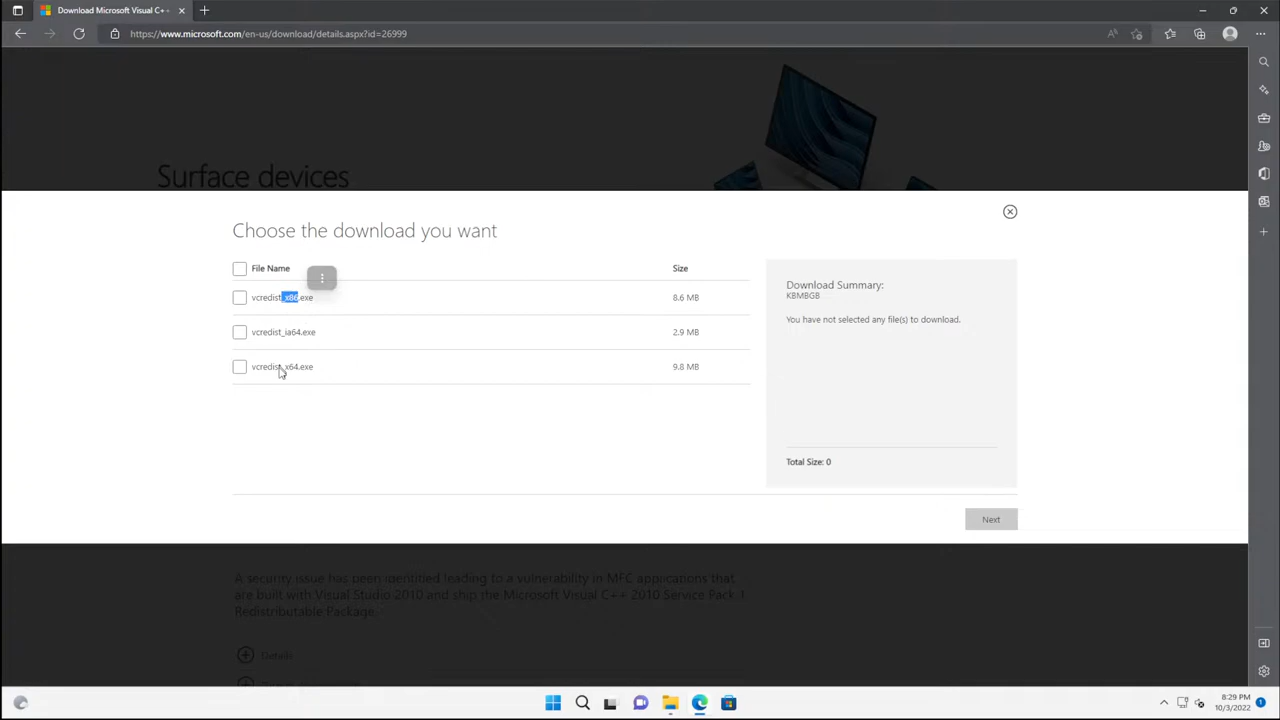 Download Microsoft Visual C++
https://www.microsoft.com/en-us/download/details.aspx?id=26999
Surface devices
Choose the download you want
File Name
Size
vcredist_x86.exe
8.6 MB
vcredist_ia64.exe
2.9 MB
vcredist_x64.exe
9.8 MB
Download Summary:
KBMBGB
You have not selected any file(s) to download.
Total Size: 0
Next
A security issue has been identified leading to a vulnerability in MFC applications that
are built with Visual Studio 2010 and ship the Microsoft Visual C++ 2010 Service Pack 1
Redistributable Package.
Details
8:29 PM
10/3/2022